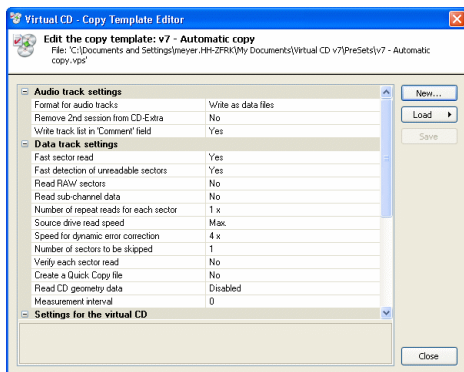 Virtual CD - Copy Template Editor
Edit the copy template: v7 - Automatic copy
File: 'C:\Documents and Settings\meyer.HH-ZFRK\My Documents\Virtual CD v7\PreSets\v7 - Automatic
copy.vps'
Audio track settings
Format for audio tracks Write as data files
Remove 2nd session from CD-Extra No
Write track list in 'Comment' field Yes
Data track settings
Fast sector read Yes
Fast detection of unreadable sectors Yes
Read RAW sectors No
Read sub-channel data No
Number of repeat reads for each sector 1 x
Source drive read speed Max.
Speed for dynamic error correction 4 x
Number of sectors to be skipped 1
Verify each sector read No
Create a Quick Copy file No
Read CD geometry data Disabled
Measurement interval 0
Settings for the virtual CD
New...
Load
Save
Close